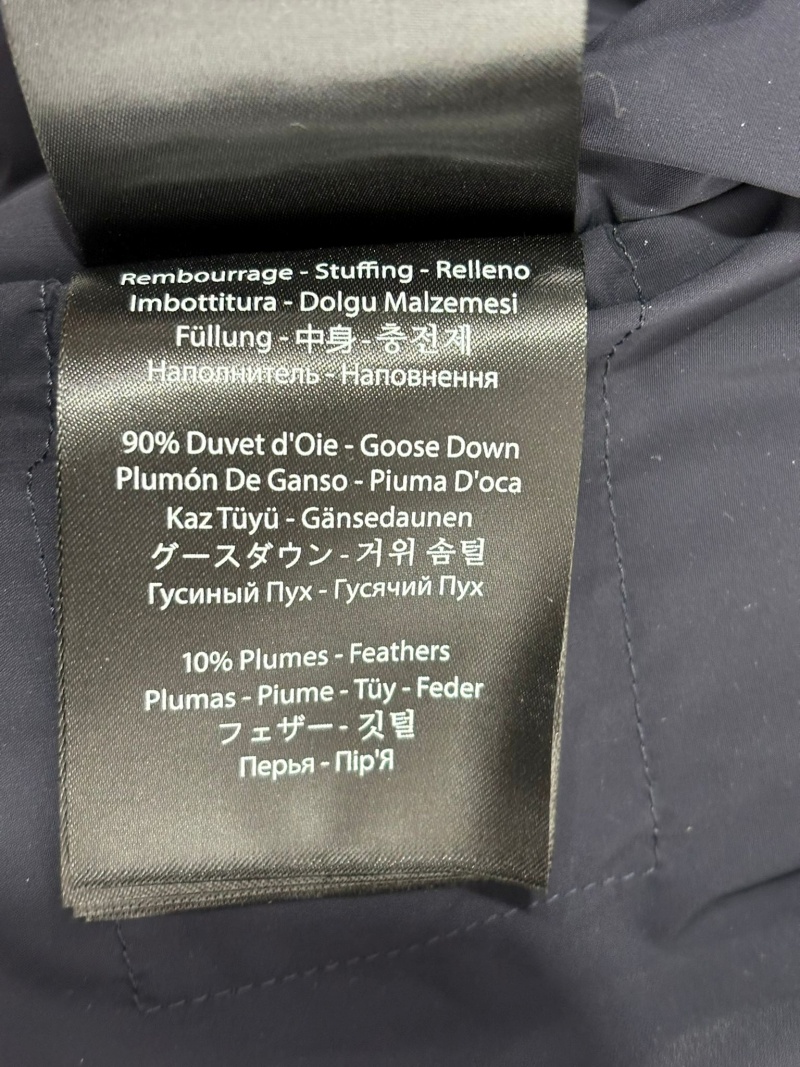 Rembourrage - Stuffing - Relleno
Imbottitura - Dolgu Malzemesi
Füllung - 中身 - 충전제
Наполнитель - Наповнення
90% Duvet d'Oie - Goose Down
Plumón De Ganso - Piuma D'oca
Kaz Tüyü - Gänsedaunen
グースダウン - 거위 솜털
Гусиный Пух - Гусячий Пух
10% Plumes - Feathers
Plumas - Piume - Tüy - Feder
フェザー - 깃털
Перья - Пір'Я